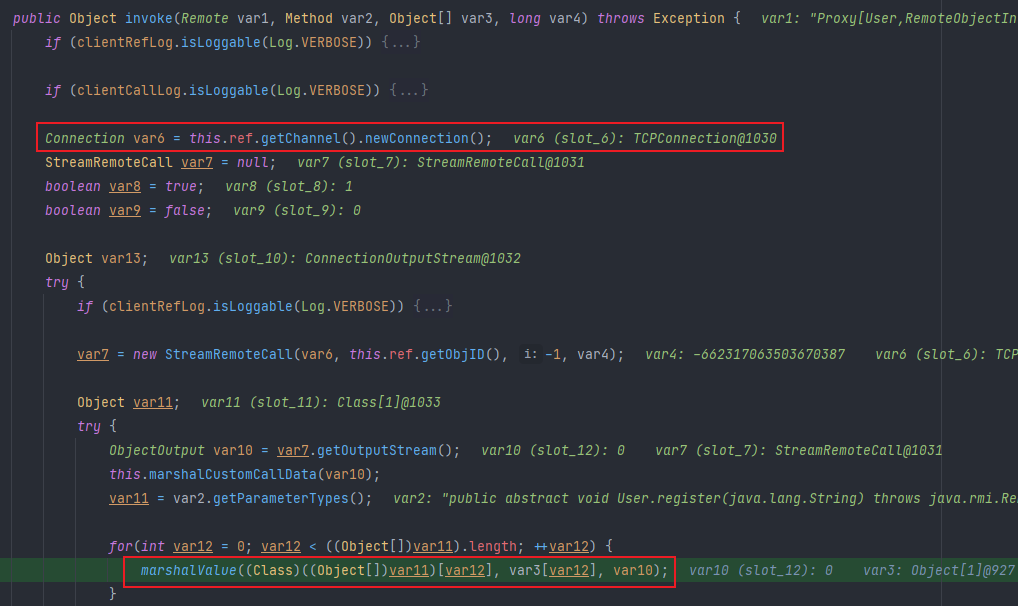 public Object invoke(Remote var1, Method var2, Object[] var3, long var4) throws Exception {   var1: "Proxy[User,RemoteObjectIn
if (clientRefLog.isLoggable(Log.VERBOSE)) {...}
if (clientCallLog.isLoggable(Log.VERBOSE)) {...}
Connection var6 = this.ref.getChannel().newConnection();   var6 (slot_6): TCPConnection@1030
StreamRemoteCall var7 = null;   var7 (slot_7): StreamRemoteCall@1031
boolean var8 = true;   var8 (slot_8): 1
boolean var9 = false;   var9 (slot_9): 0
Object var13;   var13 (slot_10): ConnectionOutputStream@1032
try {
if (clientRefLog.isLoggable(Log.VERBOSE)) {...}
var7 = new StreamRemoteCall(var6, this.ref.getObjID(), i: -1, var4);   var4: -662317063503670387   var6 (slot_6): TCP
Object var11;   var11 (slot_11): Class[1]@1033
try {
ObjectOutput var10 = var7.getOutputStream();   var10 (slot_12): 0   var7 (slot_7): StreamRemoteCall@1031
this.marshalCustomCallData(var10);
var11 = var2.getParameterTypes();   var2: "public abstract void User.register(java.lang.String) throws java.rmi.Re
for(int var12 = 0; var12 < ((Object[])var11).length; ++var12) {
marshalValue((Class)((Object[])var11)[var12], var3[var12], var10);   var10 (slot_12): 0   var3: Object[1]@927
}